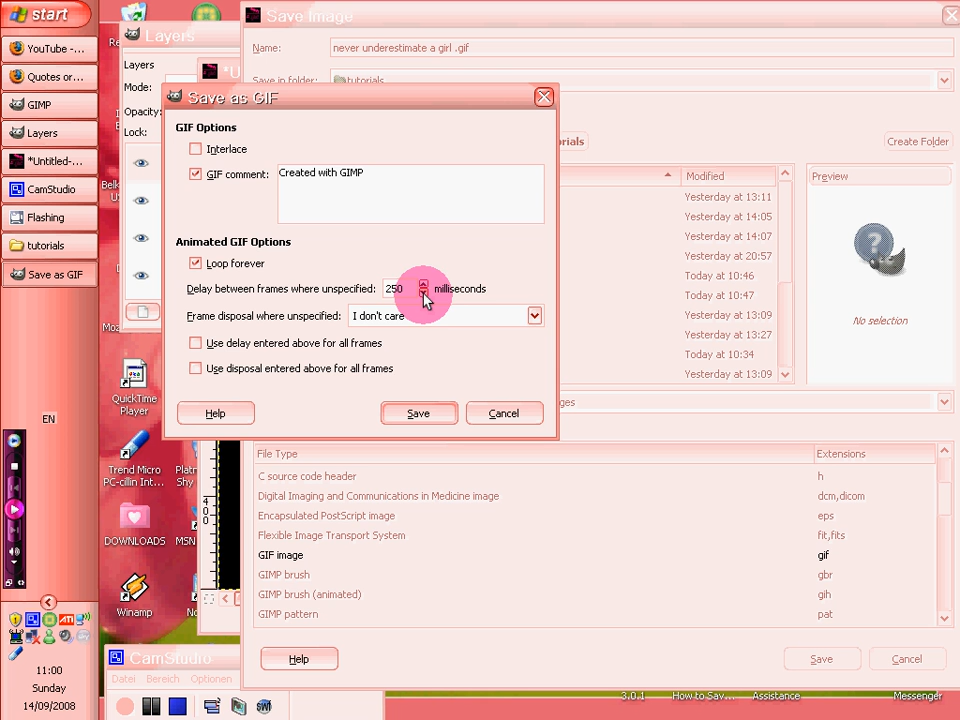 start
YouTube -...
Quotes or...
GIMP
Layers
*Untitled-...
CamStudio
Flashing
tutorials
Save as GIF
EN
11:00
Sunday
14/09/2008
Layers
Layers
Mode:
Opacity:
Lock:
Save Image
Name:
never underestimate a girl .gif
Save in folder:
tutorials
Create Folder
Modified
Preview
Yesterday at 13:11
Yesterday at 14:05
Yesterday at 14:07
Yesterday at 20:57
Today at 10:46
Today at 10:47
Yesterday at 13:09
Yesterday at 13:27
Today at 10:34
Yesterday at 13:09
No selection
Save as GIF
GIF Options
Interlace
GIF comment:
Created with GIMP
Animated GIF Options
Loop forever
Delay between frames where unspecified:
250
milliseconds
Frame disposal where unspecified:
I don't care
Use delay entered above for all frames
Use disposal entered above for all frames
Help
Save
Cancel
File Type
Extensions
C source code header
h
Digital Imaging and Communications in Medicine image
dcm,dicom
Encapsulated PostScript image
eps
Flexible Image Transport System
fit,fits
GIF image
gif
GIMP brush
gbr
GIMP brush (animated)
gih
GIMP pattern
pat
Help
Save
Cancel
QuickTime
Player
Trend Micro
PC-cillin Int...
DOWNLOADS
MSN
Winamp
CamStudio
Datei
Bereich
Optionen
3.0.1
How to Sav...
Assistance
Messenger